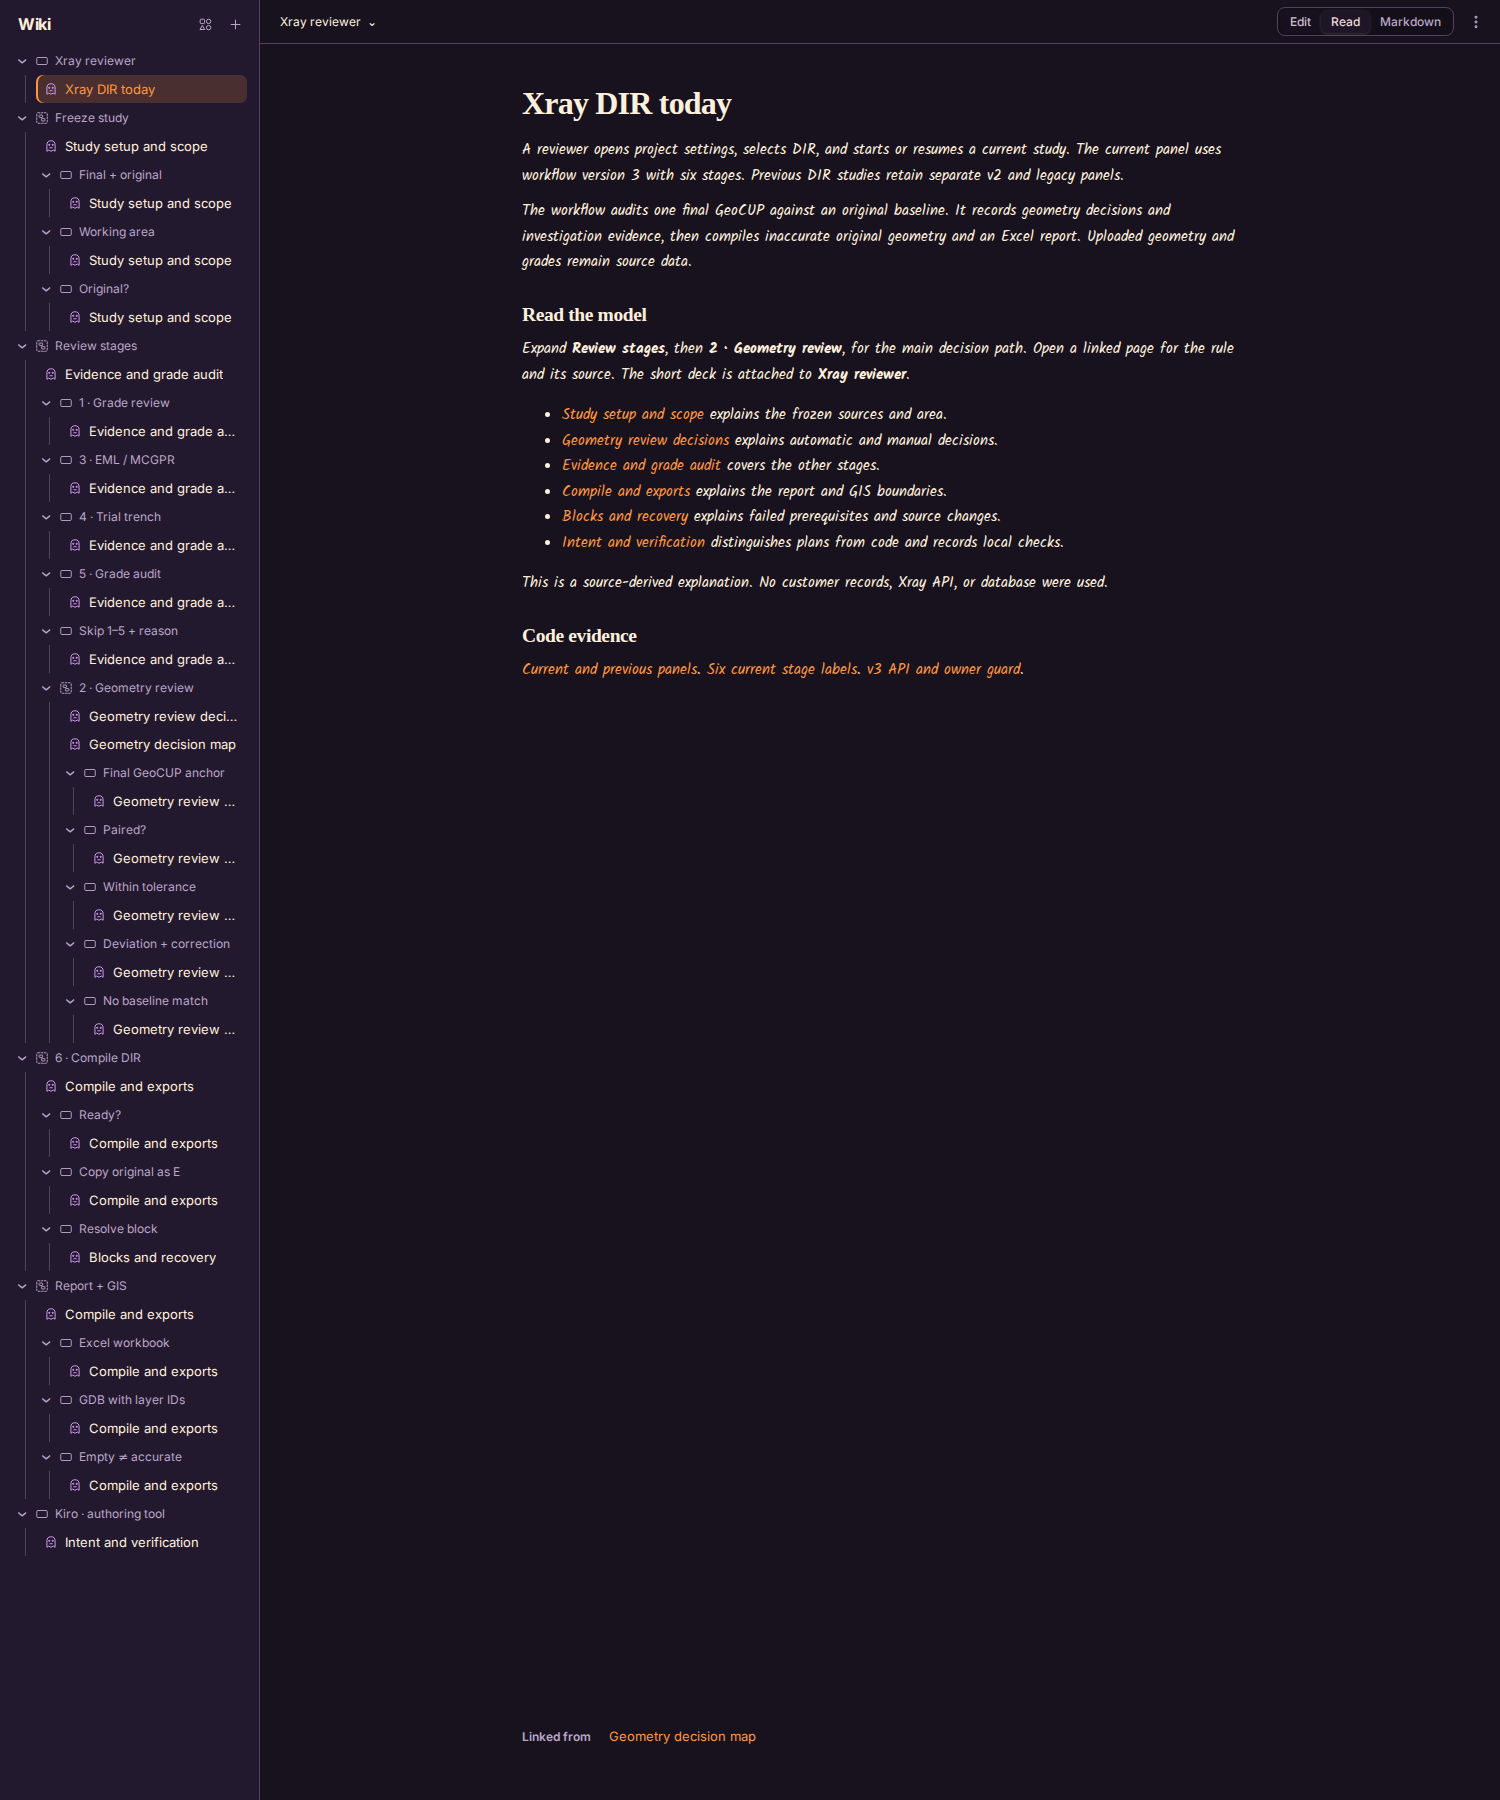 Wiki
Xray reviewer
Xray DIR today
Freeze study
Study setup and scope
Final + original
Study setup and scope
Working area
Study setup and scope
Original?
Study setup and scope
Review stages
Evidence and grade audit
1 · Grade review
Evidence and grade a...
3 · EML / MCGPR
Evidence and grade a...
4 · Trial trench
Evidence and grade a...
5 · Grade audit
Evidence and grade a...
Skip 1–5 + reason
Evidence and grade a...
2 · Geometry review
Geometry review deci...
Geometry decision map
Final GeoCUP anchor
Geometry review ...
Paired?
Geometry review ...
Within tolerance
Geometry review ...
Deviation + correction
Geometry review ...
No baseline match
Geometry review ...
6 · Compile DIR
Compile and exports
Ready?
Compile and exports
Copy original as E
Compile and exports
Resolve block
Blocks and recovery
Report + GIS
Compile and exports
Excel workbook
Compile and exports
GDB with layer IDs
Compile and exports
Empty ≠ accurate
Compile and exports
Kiro · authoring tool
Intent and verification
Xray reviewer
Edit Read Markdown
Xray DIR today
A reviewer opens project settings, selects DIR, and starts or resumes a current study. The current panel uses
workflow version 3 with six stages. Previous DIR studies retain separate v2 and legacy panels.
The workflow audits one final GeoCUP against an original baseline. It records geometry decisions and
investigation evidence, then compiles inaccurate original geometry and an Excel report. Uploaded geometry and
grades remain source data.
Read the model
Expand Review stages, then 2 · Geometry review, for the main decision path. Open a linked page for the rule
and its source. The short deck is attached to Xray reviewer.
Study setup and scope explains the frozen sources and area.
Geometry review decisions explains automatic and manual decisions.
Evidence and grade audit covers the other stages.
Compile and exports explains the report and GIS boundaries.
Blocks and recovery explains failed prerequisites and source changes.
Intent and verification distinguishes plans from code and records local checks.
This is a source-derived explanation. No customer records, Xray API, or database were used.
Code evidence
Current and previous panels. Six current stage labels. v3 API and owner guard.
Linked from Geometry decision map